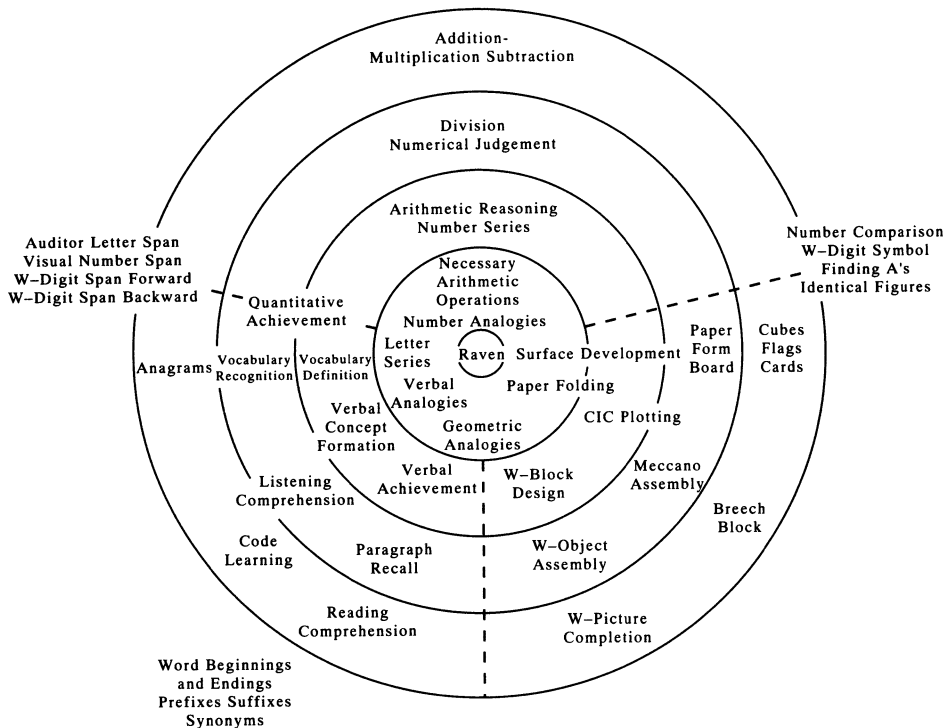 Addition-
Multiplication Subtraction
Division
Numerical Judgement
Arithmetic Reasoning
Number Series
Auditor Letter Span
Visual Number Span
W–Digit Span Forward
W–Digit Span Backward
Number Comparison
W–Digit Symbol
Finding A's
Identical Figures
Necessary
Arithmetic
Operations
Number Analogies
Quantitative
Achievement
Letter
Series
Raven
Surface Development
Paper
Form
Board
Cubes
Flags
Cards
Anagrams
Vocabulary
Recognition
Vocabulary
Definition
Verbal
Analogies
Paper Folding
Verbal
Concept
Formation
Geometric
Analogies
CIC Plotting
Verbal
Achievement
W–Block
Design
Meccano
Assembly
Listening
Comprehension
Breech
Block
Code
Learning
Paragraph
Recall
W–Object
Assembly
Reading
Comprehension
W–Picture
Completion
Word Beginnings
and Endings
Prefixes Suffixes
Synonyms